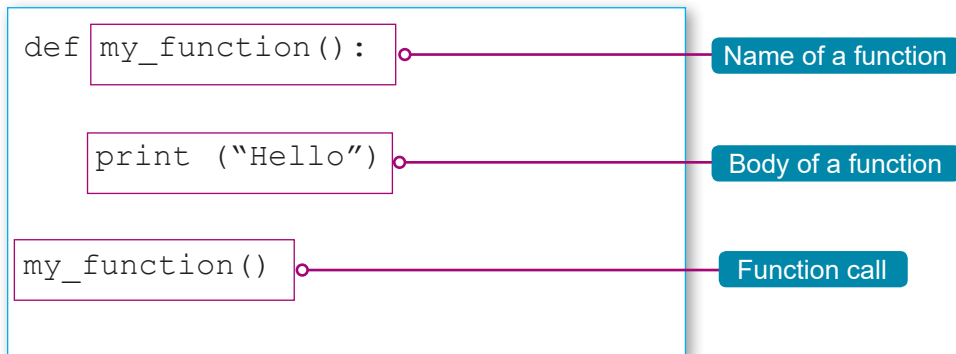 def my_function():
Name of a function
print (“Hello”)
Body of a function
my_function()
Function call